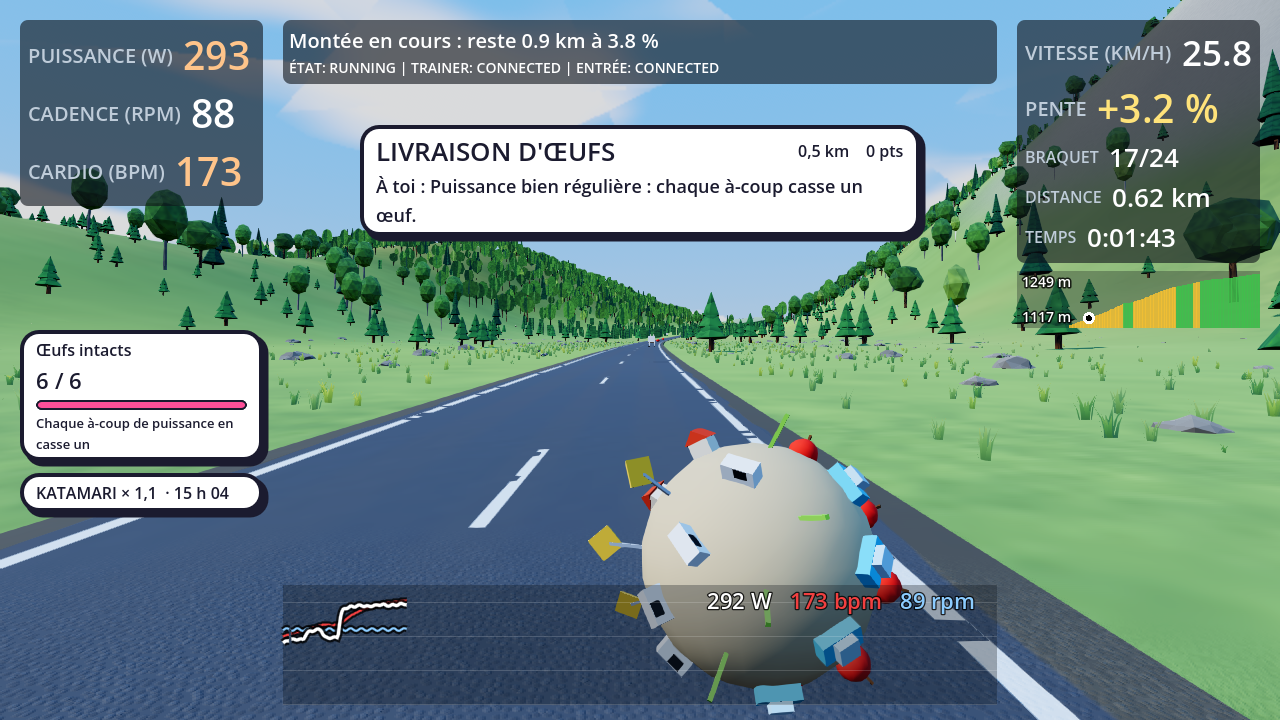 PUISSANCE (W) 293
CADENCE (RPM) 88
CARDIO (BPM) 173
Montée en cours : reste 0.9 km à 3.8 %
ÉTAT: RUNNING | TRAINER: CONNECTED | ENTRÉE: CONNECTED
VITESSE (KM/H) 25.8
PENTE +3.2 %
BRAQUET 17/24
DISTANCE 0.62 km
TEMPS 0:01:43
1249 m
1117 m
LIVRAISON D'ŒUFS 0,5 km 0 pts
À toi : Puissance bien régulière : chaque à-coup casse un
œuf.
Œufs intacts
6 / 6
Chaque à-coup de puissance en
casse un
KATAMARI × 1,1 · 15 h 04
292 W 173 bpm 89 rpm